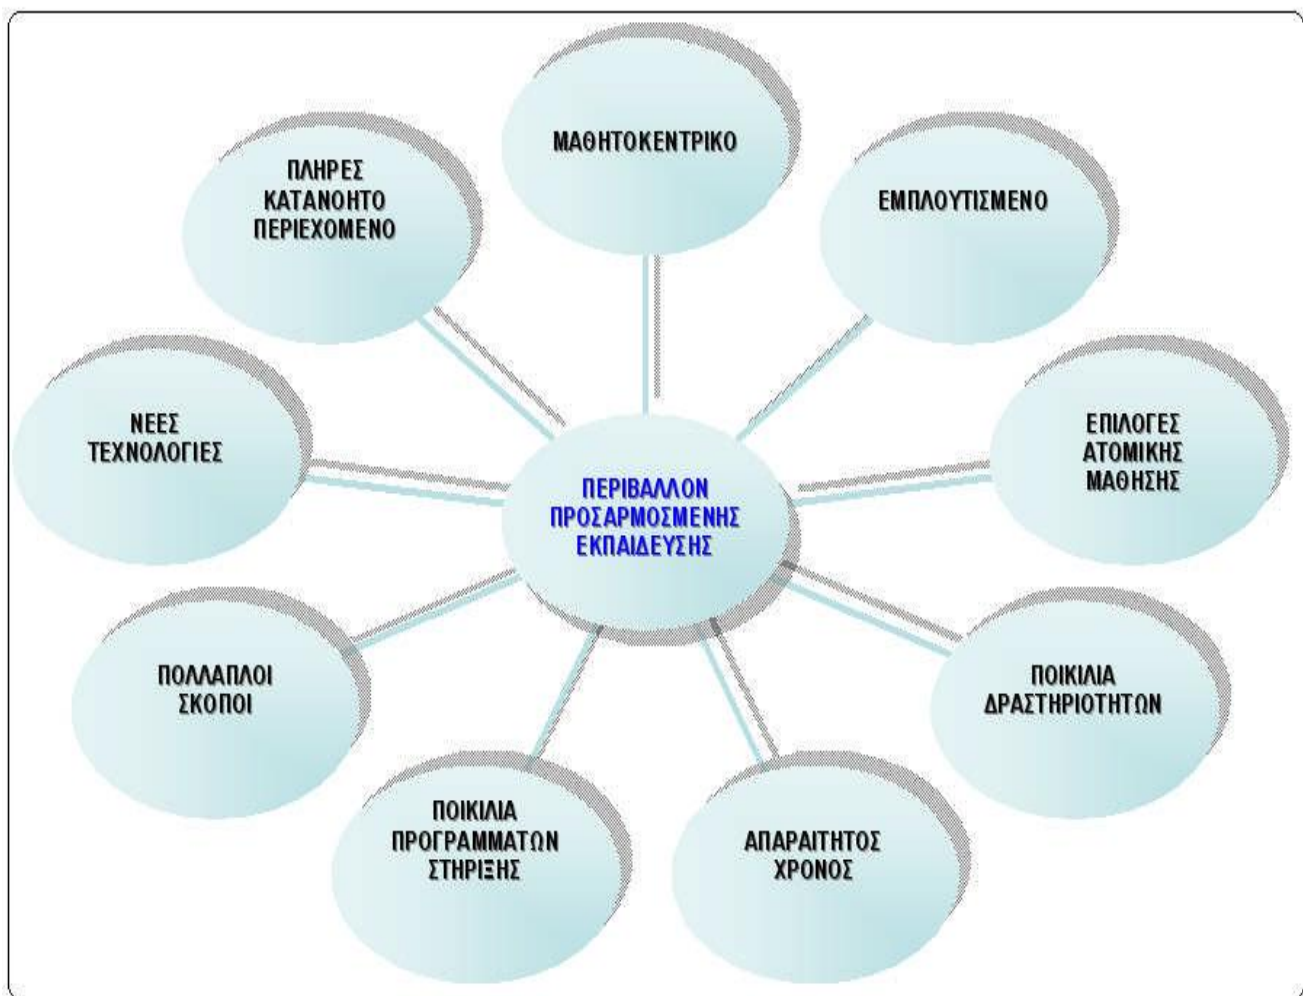 ΜΑΘΗΤΟΚΕΝΤΡΙΚΟ
ΕΜΠΛΟΥΤΙΣΜΕΝΟ
ΕΠΙΛΟΓΕΣ
ΑΤΟΜΙΚΗΣ
ΜΑΘΗΣΗΣ
ΠΟΙΚΙΛΙΑ
ΔΡΑΣΤΗΡΙΟΤΗΤΩΝ
ΑΠΑΡΑΙΤΗΤΟΣ
ΧΡΟΝΟΣ
ΠΟΙΚΙΛΙΑ
ΠΡΟΓΡΑΜΜΑΤΩΝ
ΣΤΗΡΙΞΗΣ
ΠΟΛΛΑΠΛΟΙ
ΣΚΟΠΟΙ
ΝΕΕΣ
ΤΕΧΝΟΛΟΓΙΕΣ
ΠΛΗΡΕΣ
ΚΑΤΑΝΟΗΤΟ
ΠΕΡΙΕΧΟΜΕΝΟ
ΠΕΡΙΒΑΛΛΟΝ
ΠΡΟΣΑΡΜΟΣΜΕΝΗΣ
ΕΚΠΑΙΔΕΥΣΗΣ